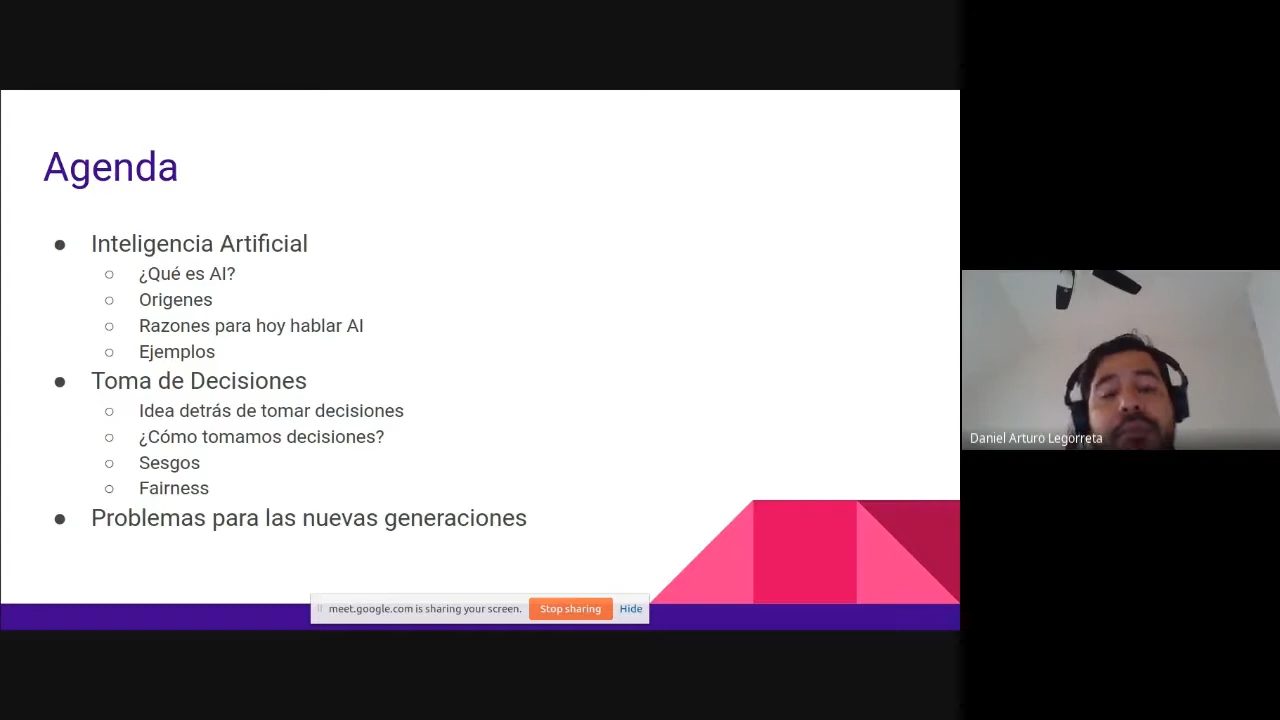 Agenda
● Inteligencia Artificial
○ ¿Qué es AI?
○ Origenes
○ Razones para hoy hablar AI
○ Ejemplos
● Toma de Decisiones
○ Idea detrás de tomar decisiones
○ ¿Cómo tomamos decisiones?
○ Sesgos
○ Fairness
● Problemas para las nuevas generaciones
meet.google.com is sharing your screen. Stop sharing Hide
Daniel Arturo Legorreta